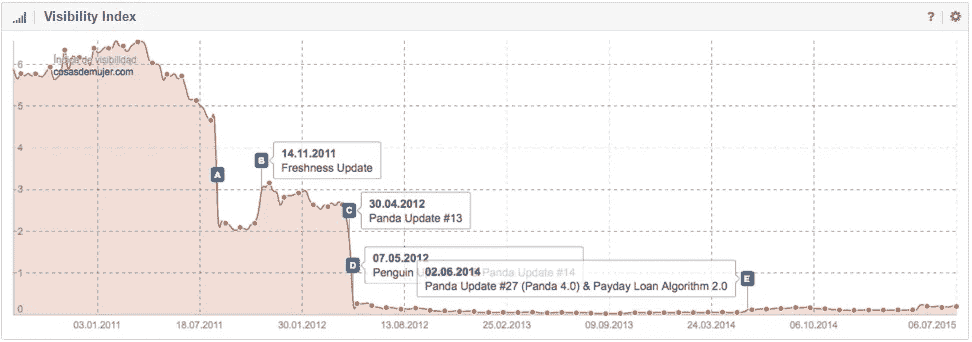 Visibility Index
?
Índice de visibilidad
cosasdemujer.com
6
5
4
3
2
1
0
A
B
14.11.2011
Freshness Update
C
30.04.2012
Panda Update #13
D
07.05.2012
Penguin Panda Update #14
E
02.06.2014
Panda Update #27 (Panda 4.0) & Payday Loan Algorithm 2.0
03.01.2011
18.07.2011
30.01.2012
13.08.2012
25.02.2013
09.09.2013
24.03.2014
06.10.2014
06.07.2015